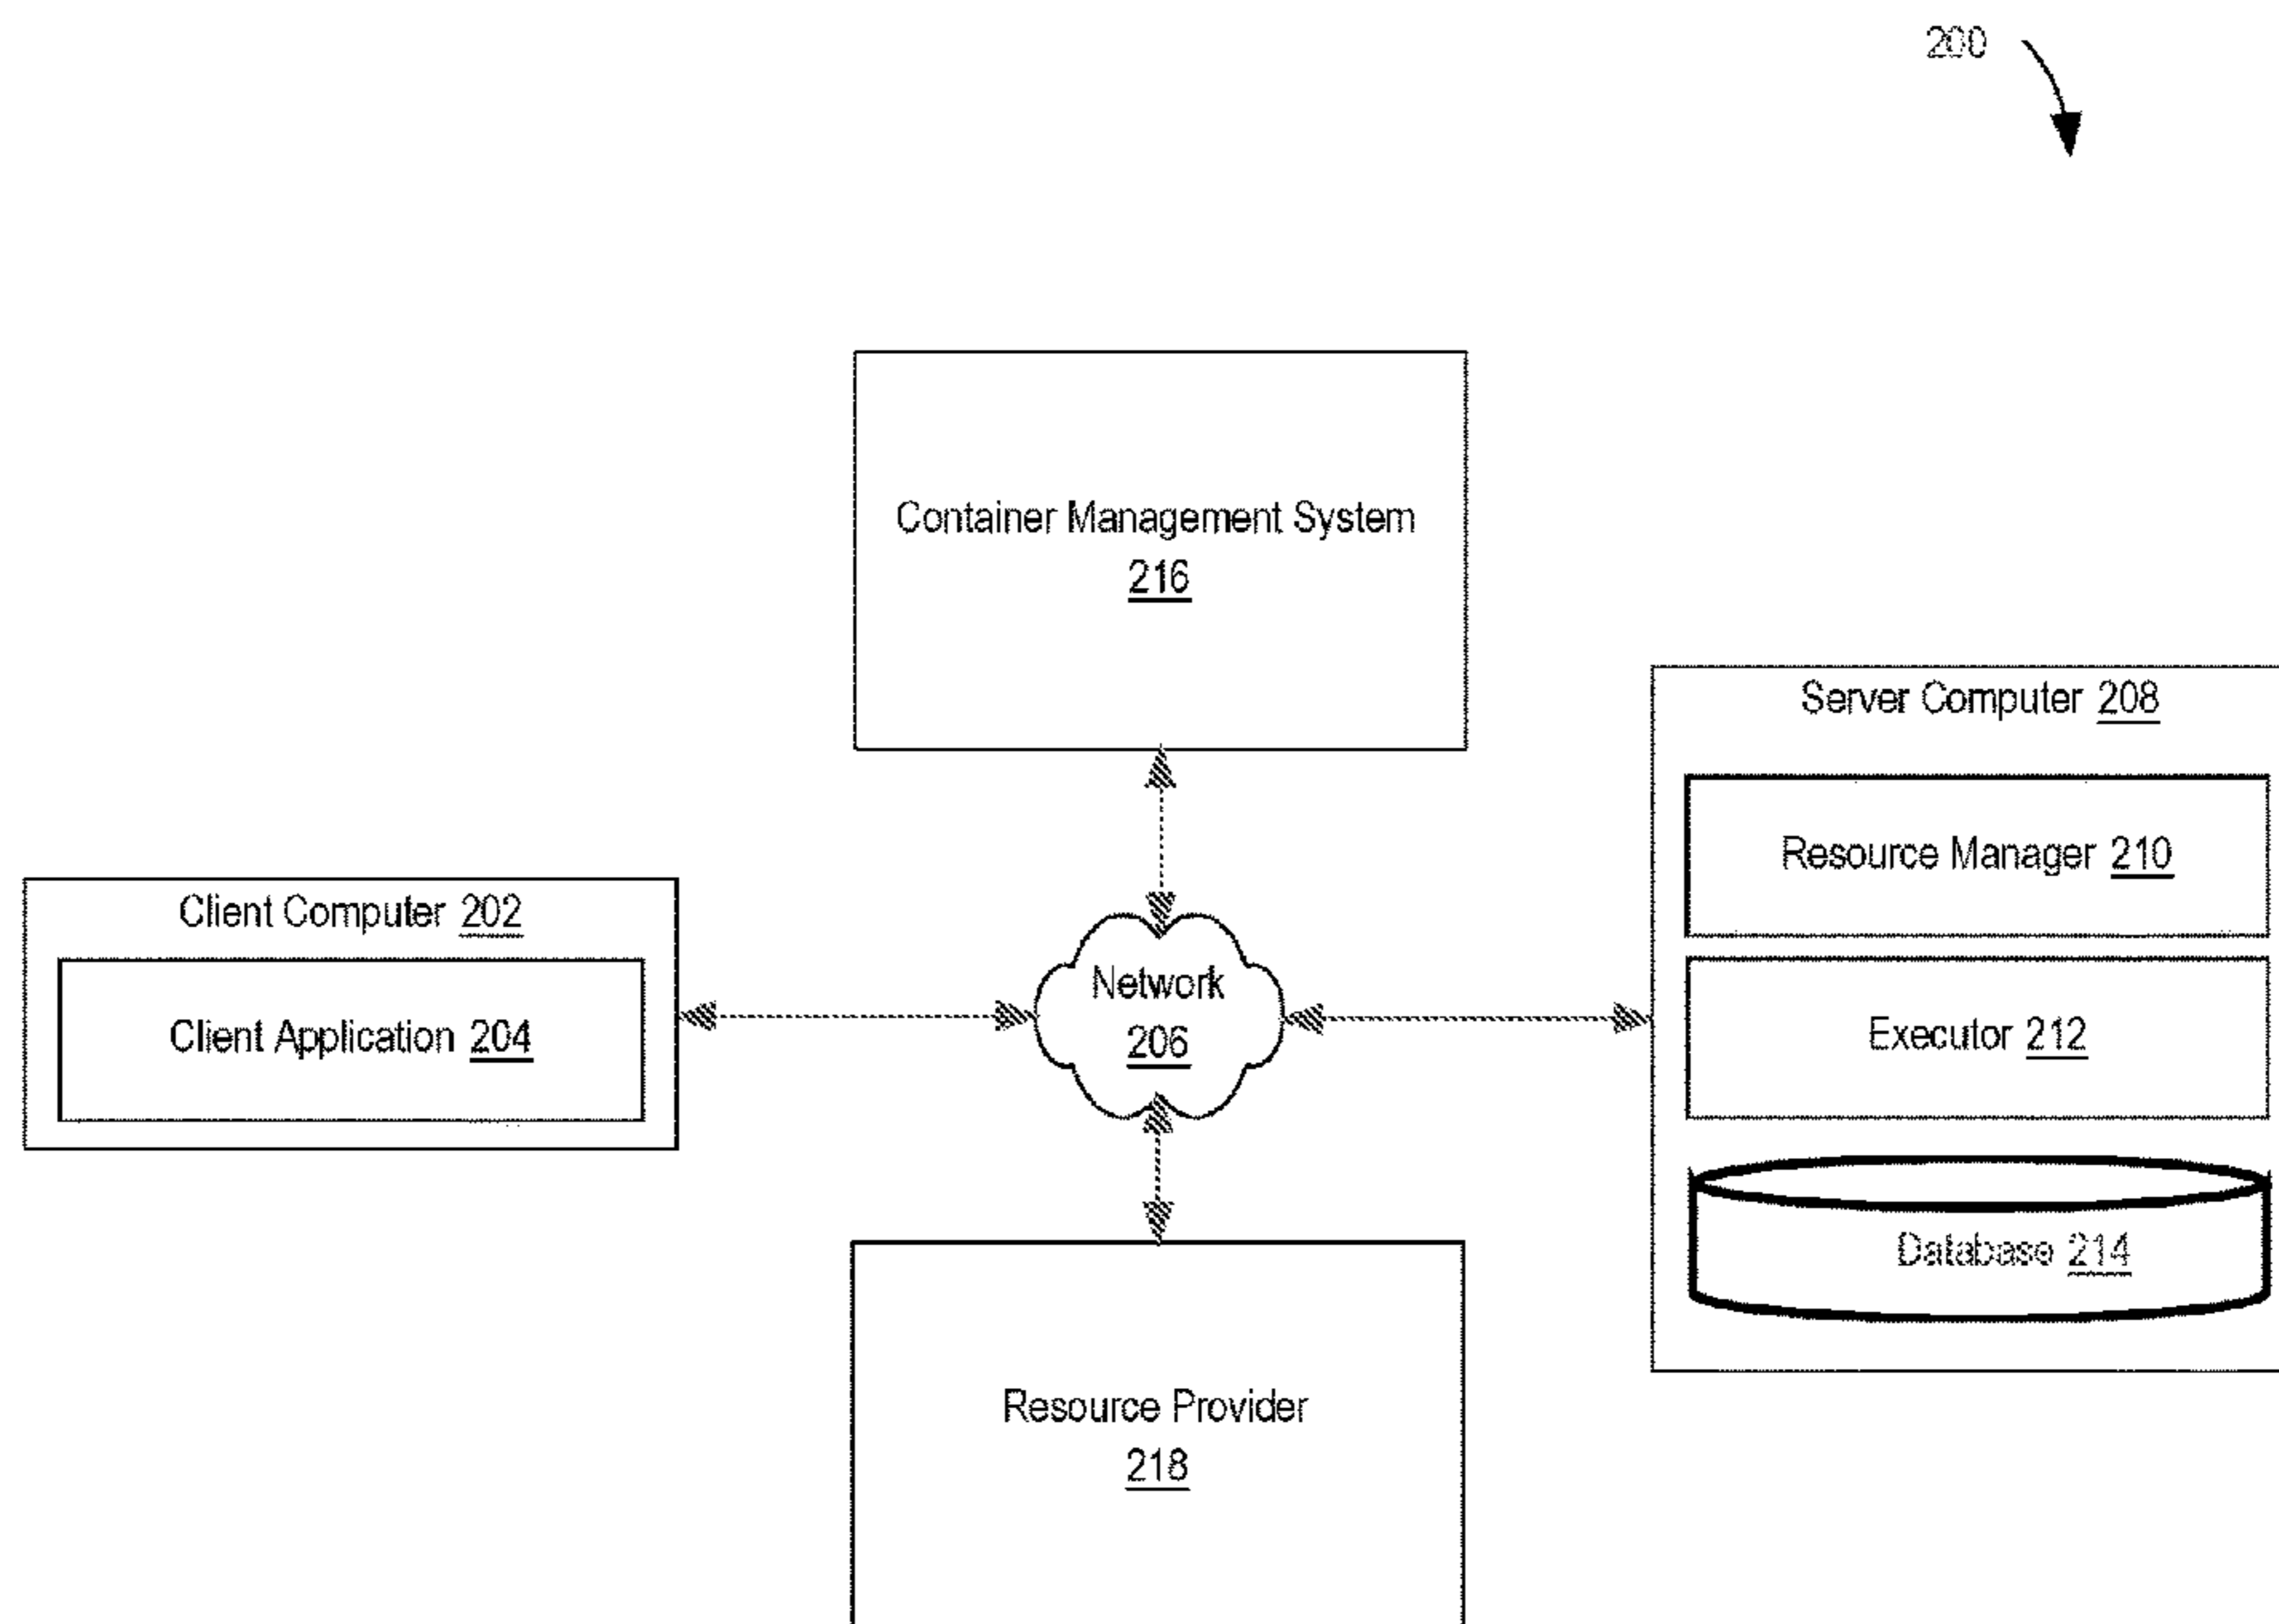 200
Container Management System
216
Server Computer 208
Resource Manager 210
Client Computer 202
Client Application 204
Network
206
Executor 212
Database 214
Resource Provider
218